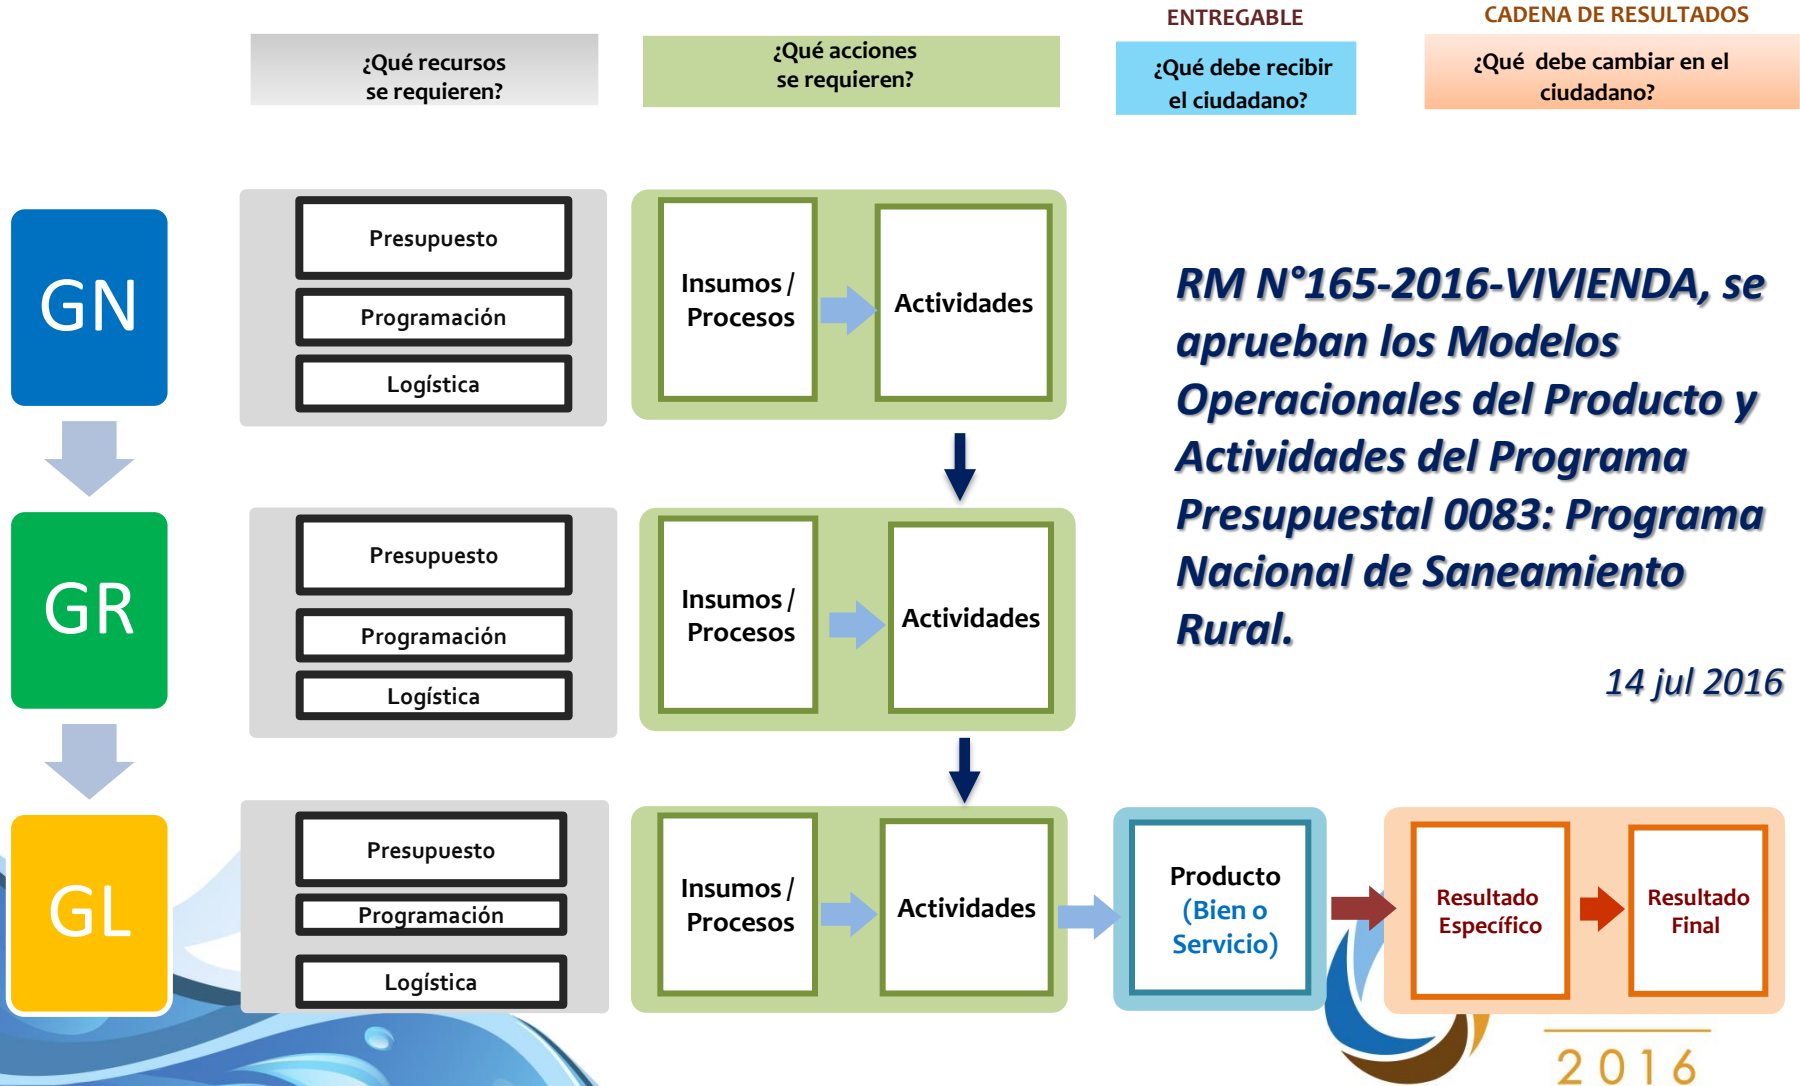 ENTREGABLE
CADENA DE RESULTADOS
¿Qué recursos
se requieren?
¿Qué acciones
se requieren?
¿Qué debe recibir
el ciudadano?
¿Qué debe cambiar en el
ciudadano?
GN
Presupuesto
Programación
Logística
Insumos /
Procesos
Actividades
RM N°165-2016-VIVIENDA, se
aprueban los Modelos
Operacionales del Producto y
Actividades del Programa
Presupuestal 0083: Programa
Nacional de Saneamiento
Rural.
14 jul 2016
GR
Presupuesto
Programación
Logística
Insumos /
Procesos
Actividades
GL
Presupuesto
Programación
Logística
Insumos /
Procesos
Actividades
Producto
(Bien o
Servicio)
Resultado
Específico
Resultado
Final
2016